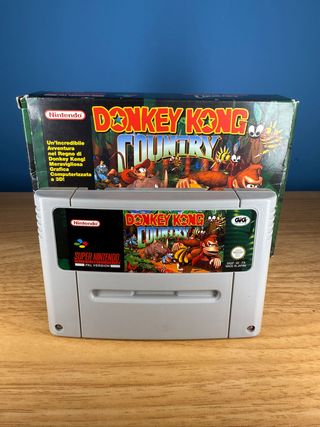 Nintendo
DONKEY KONG
COUNTRY
Un'Incredibile
Avventura
nel Regno di
Donkey Kong!
Meravigliosa
Grafica
Computerizzata
a 3D!
Nintendo
DONKEY KONG
COUNTRY
GiG
SUPER NINTENDO
PAL VERSION
MADE IN JAPAN